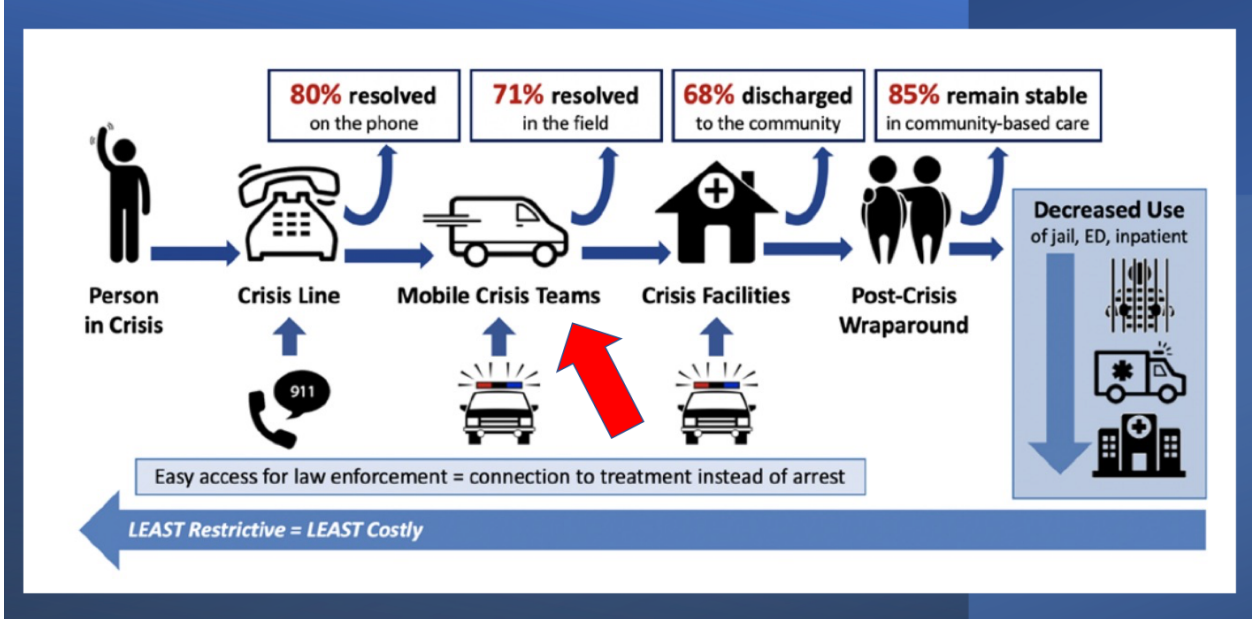 80% resolved
on the phone
71% resolved
in the field
68% discharged
to the community
85% remain stable
in community-based care
Decreased Use
of jail, ED, inpatient
Person
in Crisis
Crisis Line
Mobile Crisis Teams
Crisis Facilities
Post-Crisis
Wraparound
911
Easy access for law enforcement = connection to treatment instead of arrest
LEAST Restrictive = LEAST Costly